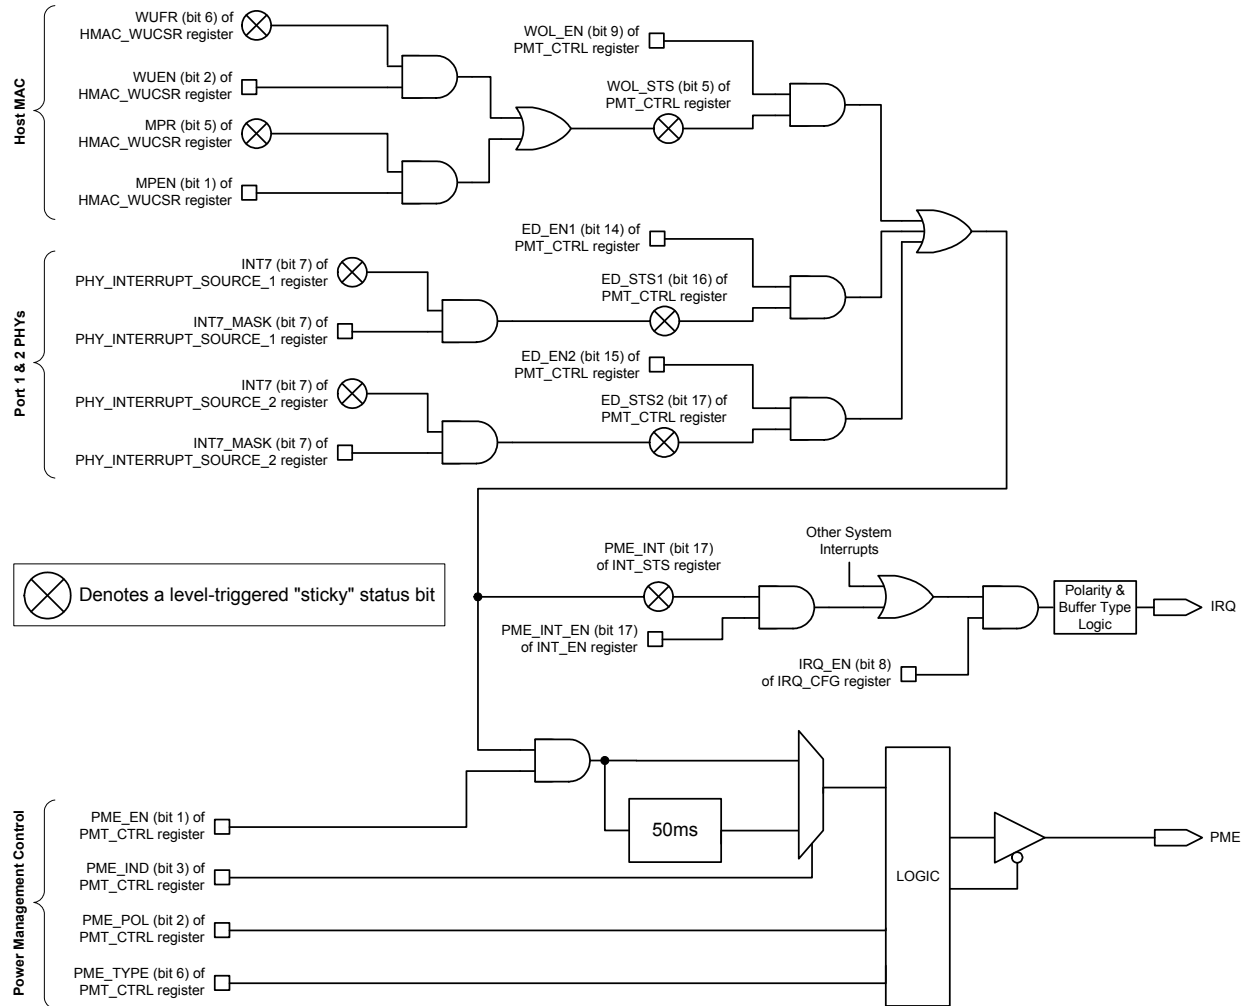 Host MAC
WUFR (bit 6) of
HMAC_WUCSR register
WUEN (bit 2) of
HMAC_WUCSR register
MPR (bit 5) of
HMAC_WUCSR register
MPEN (bit 1) of
HMAC_WUCSR register
WOL_EN (bit 9) of
PMT_CTRL register
WOL_STS (bit 5) of
PMT_CTRL register
Port 1 & 2 PHYs
INT7 (bit 7) of
PHY_INTERRUPT_SOURCE_1 register
INT7_MASK (bit 7) of
PHY_INTERRUPT_SOURCE_1 register
INT7 (bit 7) of
PHY_INTERRUPT_SOURCE_2 register
INT7_MASK (bit 7) of
PHY_INTERRUPT_SOURCE_2 register
ED_EN1 (bit 14) of
PMT_CTRL register
ED_STS1 (bit 16) of
PMT_CTRL register
ED_EN2 (bit 15) of
PMT_CTRL register
ED_STS2 (bit 17) of
PMT_CTRL register
Denotes a level-triggered "sticky" status bit
PME_INT (bit 17)
of INT_STS register
PME_INT_EN (bit 17)
of INT_EN register
Other System
Interrupts
IRQ_EN (bit 8)
of IRQ_CFG register
Polarity &
Buffer Type
Logic
IRQ
Power Management Control
PME_EN (bit 1) of
PMT_CTRL register
PME_IND (bit 3) of
PMT_CTRL register
PME_POL (bit 2) of
PMT_CTRL register
PME_TYPE (bit 6) of
PMT_CTRL register
50ms
LOGIC
PME